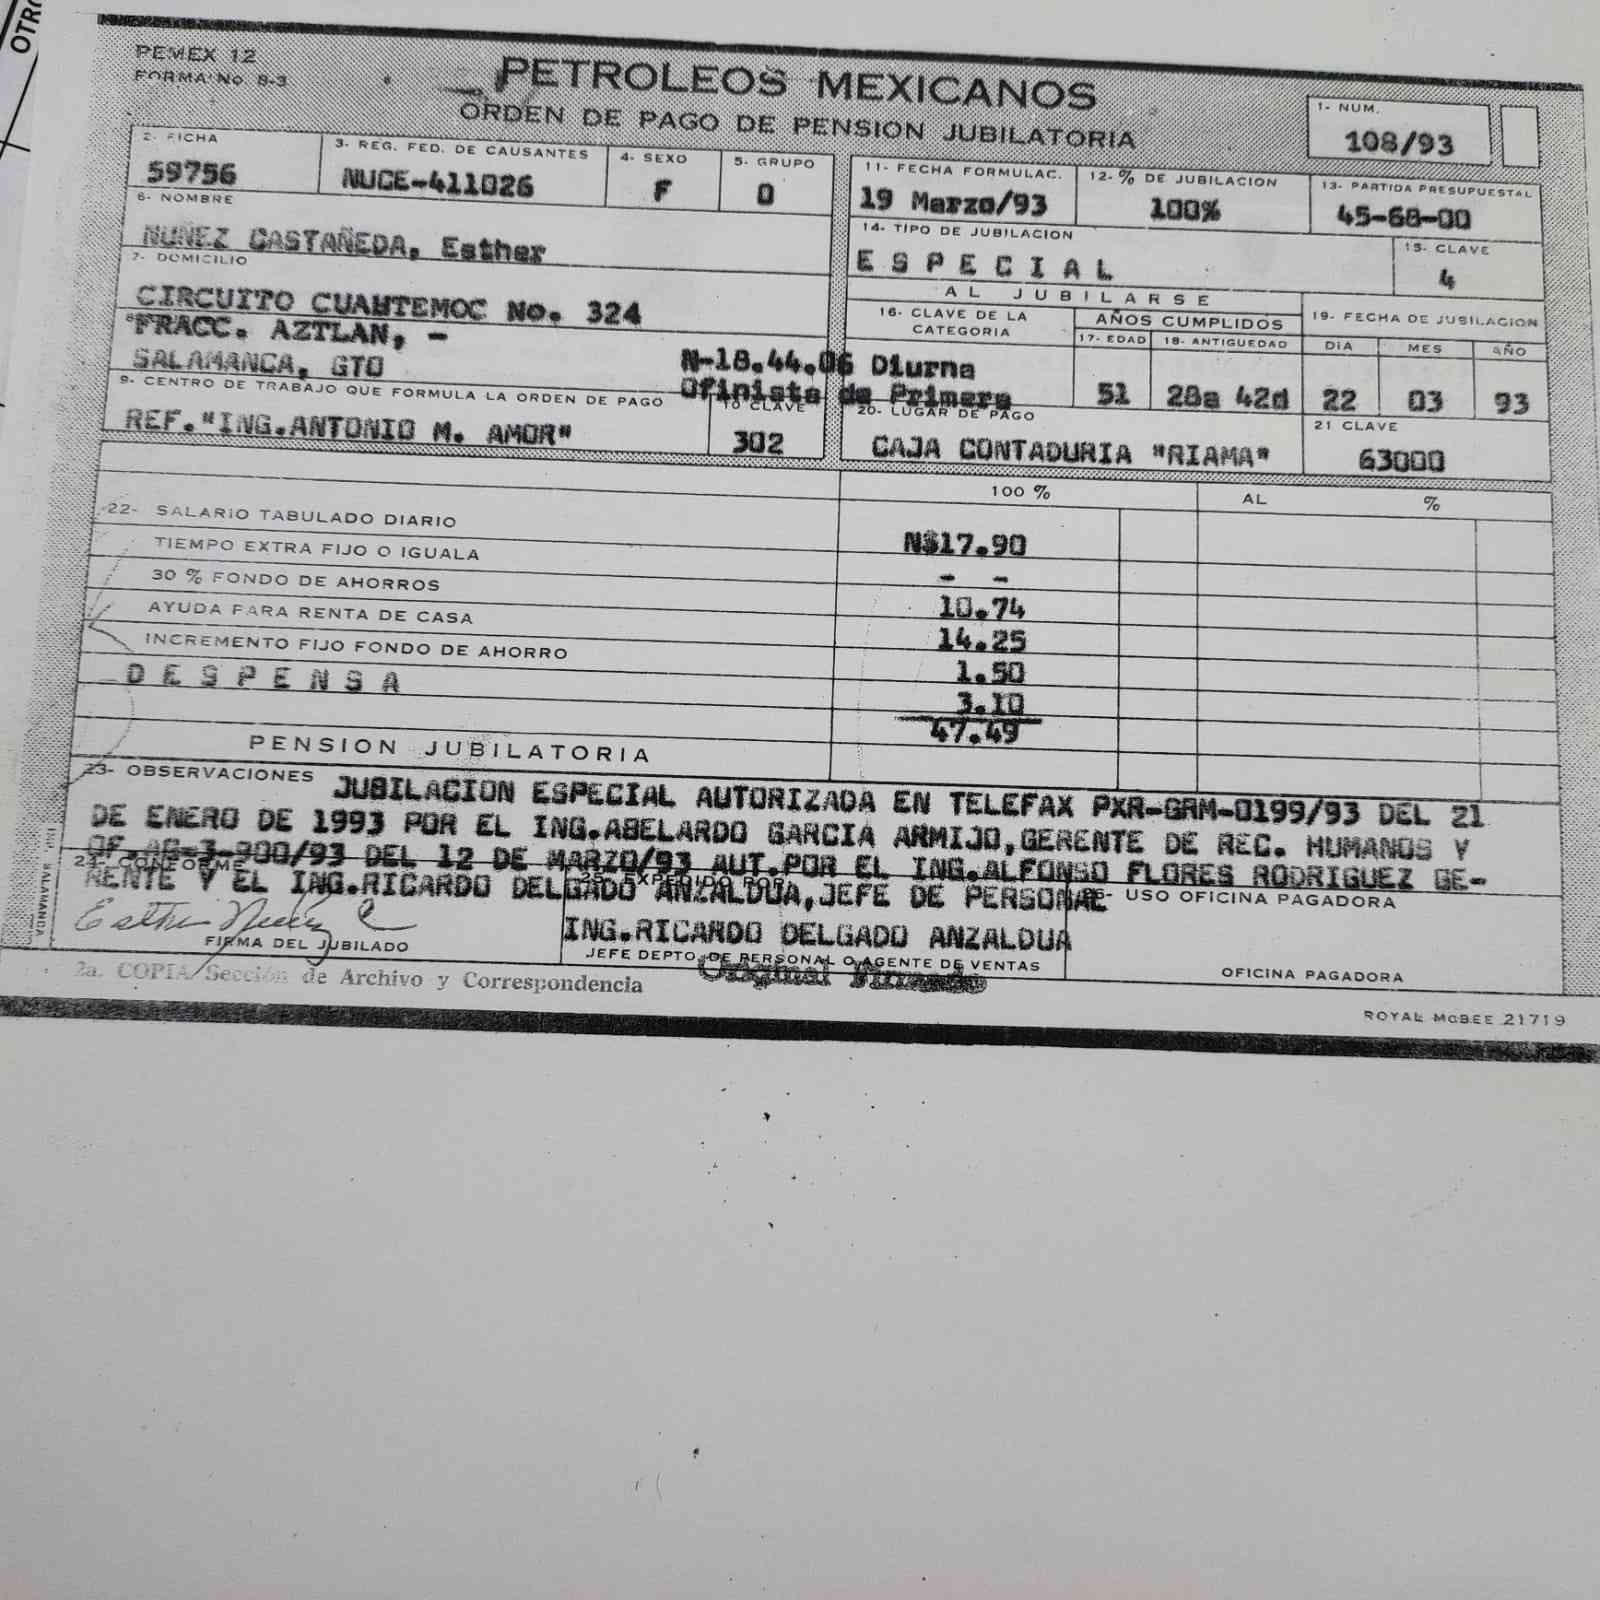 OTRO
PEMEX 12
FORMA No. 8-3
PETROLEOS MEXICANOS
ORDEN DE PAGO DE PENSION JUBILATORIA
1- NUM.
108/93
2- FICHA
59756
3- REG. FED. DE CAUSANTES
NUCE-411026
4- SEXO
F
5- GRUPO
0
11- FECHA FORMULAC.
19 Marzo/93
12-% DE JUBILACION
100%
13- PARTIDA PRESUPUESTAL
45-68-00
6- NOMBRE
NUÑEZ CASTAÑEDA, Esther
14- TIPO DE JUBILACION
E S P E C I A L
15- CLAVE
4
7- DOMICILIO
CIRCUITO CUAHTEMOC No. 324
FRACC. AZTLAN, -
SALAMANCA, GTO
AL JUBILARSE
16- CLAVE DE LA CATEGORIA
N-18.44.06 Diurna
Ofinista de Primera
AÑOS CUMPLIDOS
17- EDAD
51
18- ANTIGUEDAD
28a 42d
19- FECHA DE JUBILACION
DIA MES AÑO
22 03 93
9- CENTRO DE TRABAJO QUE FORMULA LA ORDEN DE PAGO
REF."ING.ANTONIO M. AMOR"
10 CLAVE
302
20- LUGAR DE PAGO
CAJA CONTADURIA "RIAMA"
21 CLAVE
63000
100 % AL %
22- SALARIO TABULADO DIARIO N$17.90
TIEMPO EXTRA FIJO O IGUALA - -
30 % FONDO DE AHORROS 10.74
AYUDA PARA RENTA DE CASA 14.25
INCREMENTO FIJO FONDO DE AHORRO 1.50
D E S P E N S A 3.10
47.49
PENSION JUBILATORIA
23- OBSERVACIONES JUBILACION ESPECIAL AUTORIZADA EN TELEFAX PXR-GRM-0199/93 DEL 21
DE ENERO DE 1993 POR EL ING.ABELARDO GARCIA ARMIJO,GERENTE DE REC. HUMANOS Y
OF.AG-3-900/93 DEL 12 DE MARZO/93 AUT.POR EL ING.ALFONSO FLORES RODRIGUEZ GE-
RENTE Y EL ING.RICARDO DELGADO ANZALDUA,JEFE DE PERSONAL
24- CONFORME
25- EXPEDIDO POR
26- USO OFICINA PAGADORA
Esther Nuñez C
FIRMA DEL JUBILADO
ING.RICARDO DELGADO ANZALDUA
JEFE DEPTO. DE PERSONAL O AGENTE DE VENTAS
Original Firmado
OFICINA PAGADORA
2a. COPIA/Sección de Archivo y Correspondencia
SALAMANCA
ROYAL McBEE 21719